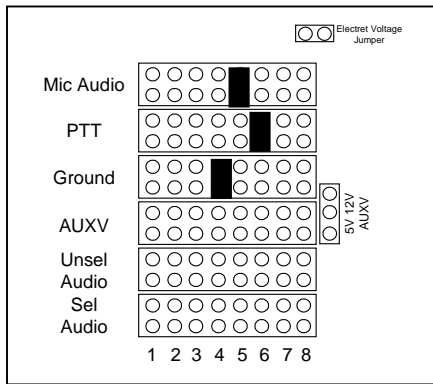 Electret Voltage
Jumper
Mic Audio
PTT
Ground
AUXV
5V 12V
AUXV
Unsel
Audio
Sel
Audio
1 2 3 4 5 6 7 8